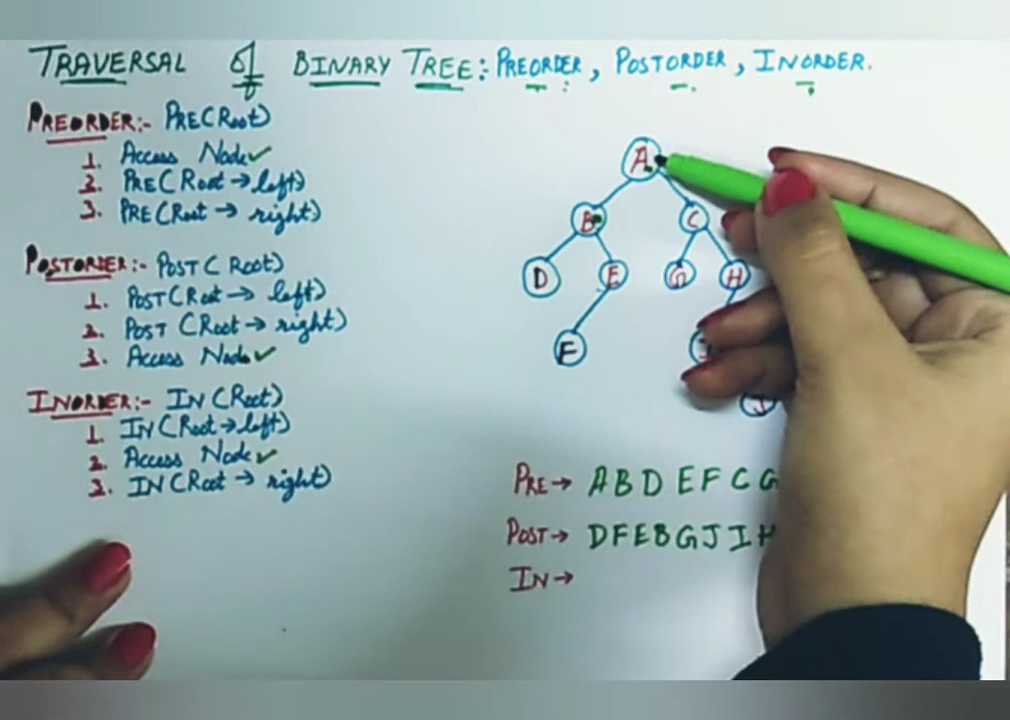 TRAVERSAL of BINARY TREE: PREORDER, POSTORDER, INORDER.
PREORDER:- PRE(Root)
1. Access Node✓
2. PRE(Root→left)
3. PRE(Root→right)
POSTORDER:- POST(Root)
1. POST(Root→left)
2. POST(Root→right)
3. Access Node✓
INORDER:- IN(Root)
1. IN(Root→left)
2. Access Node✓
3. IN(Root→right)
A
B C
D E G H
F I
J
PRE→ A B D E F C G
POST→ D F E B G J I H
IN→